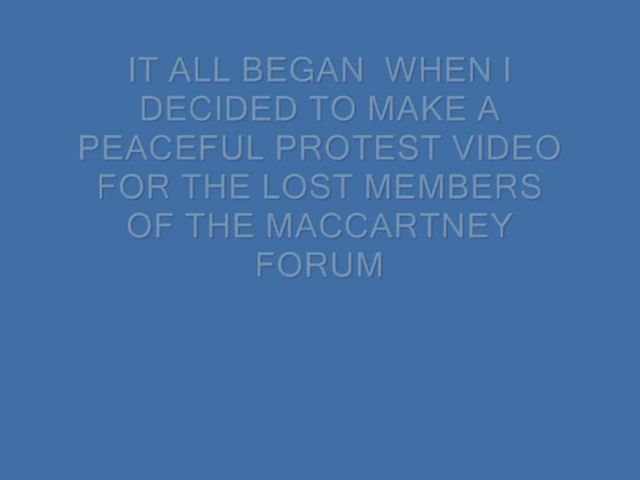 IT ALL BEGAN  WHEN I
DECIDED TO MAKE A
PEACEFUL PROTEST VIDEO
FOR THE LOST MEMBERS
OF THE MACCARTNEY
FORUM